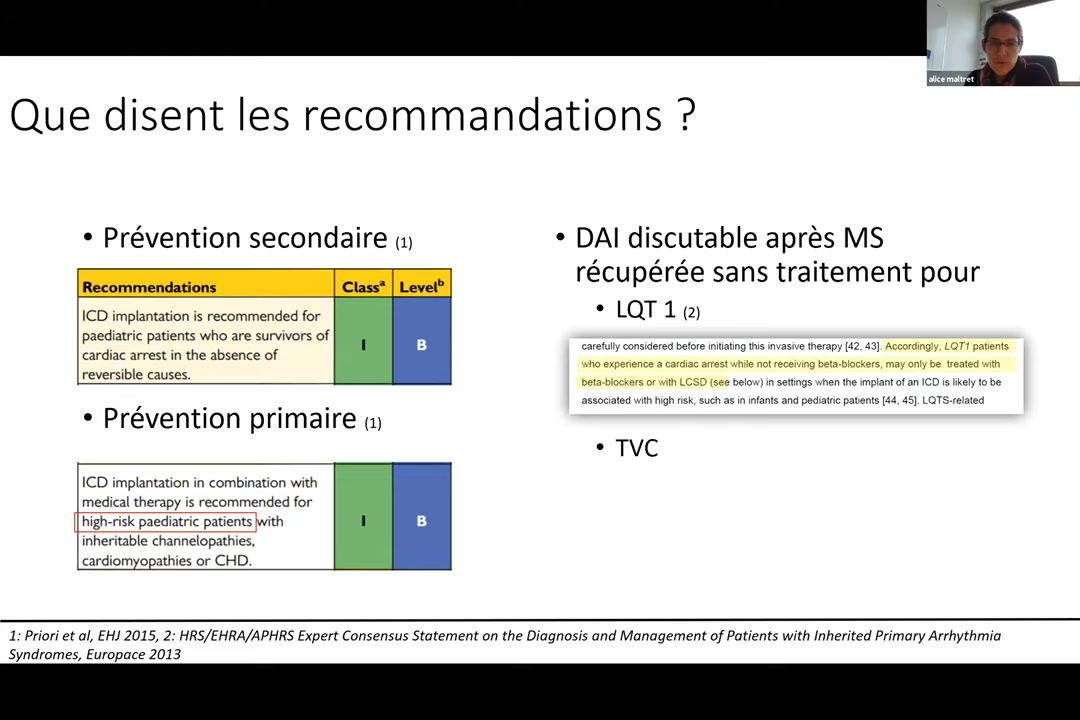 alice maltret
Que disent les recommandations ?
• Prévention secondaire (1)
Recommendations Classᵃ Levelᵇ
ICD implantation is recommended for
paediatric patients who are survivors of
cardiac arrest in the absence of
reversible causes.
I B
• Prévention primaire (1)
ICD implantation in combination with
medical therapy is recommended for
high-risk paediatric patients with
inheritable channelopathies,
cardiomyopathies or CHD.
I B
• DAI discutable après MS
récupérée sans traitement pour
• LQT 1 (2)
carefully considered before initiating this invasive therapy [42, 43]. Accordingly, LQT1 patients
who experience a cardiac arrest while not receiving beta-blockers, may only be treated with
beta-blockers or with LCSD (see below) in settings when the implant of an ICD is likely to be
associated with high risk, such as in infants and pediatric patients [44, 45]. LQTS-related
• TVC
1: Priori et al, EHJ 2015, 2: HRS/EHRA/APHRS Expert Consensus Statement on the Diagnosis and Management of Patients with Inherited Primary Arrhythmia
Syndromes, Europace 2013